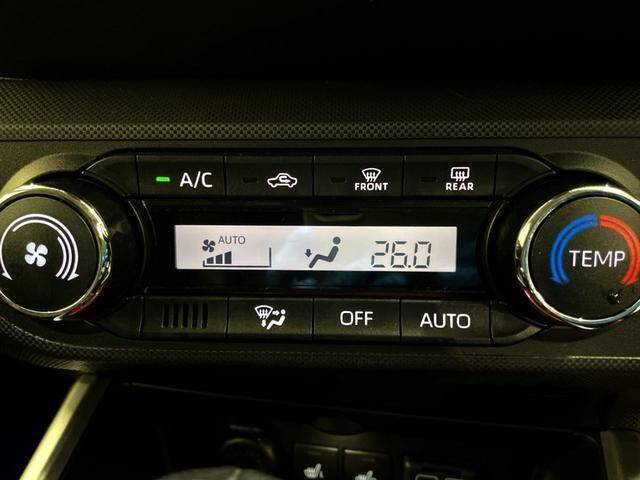 A/C
FRONT
REAR
AUTO
26.0
TEMP
OFF
AUTO